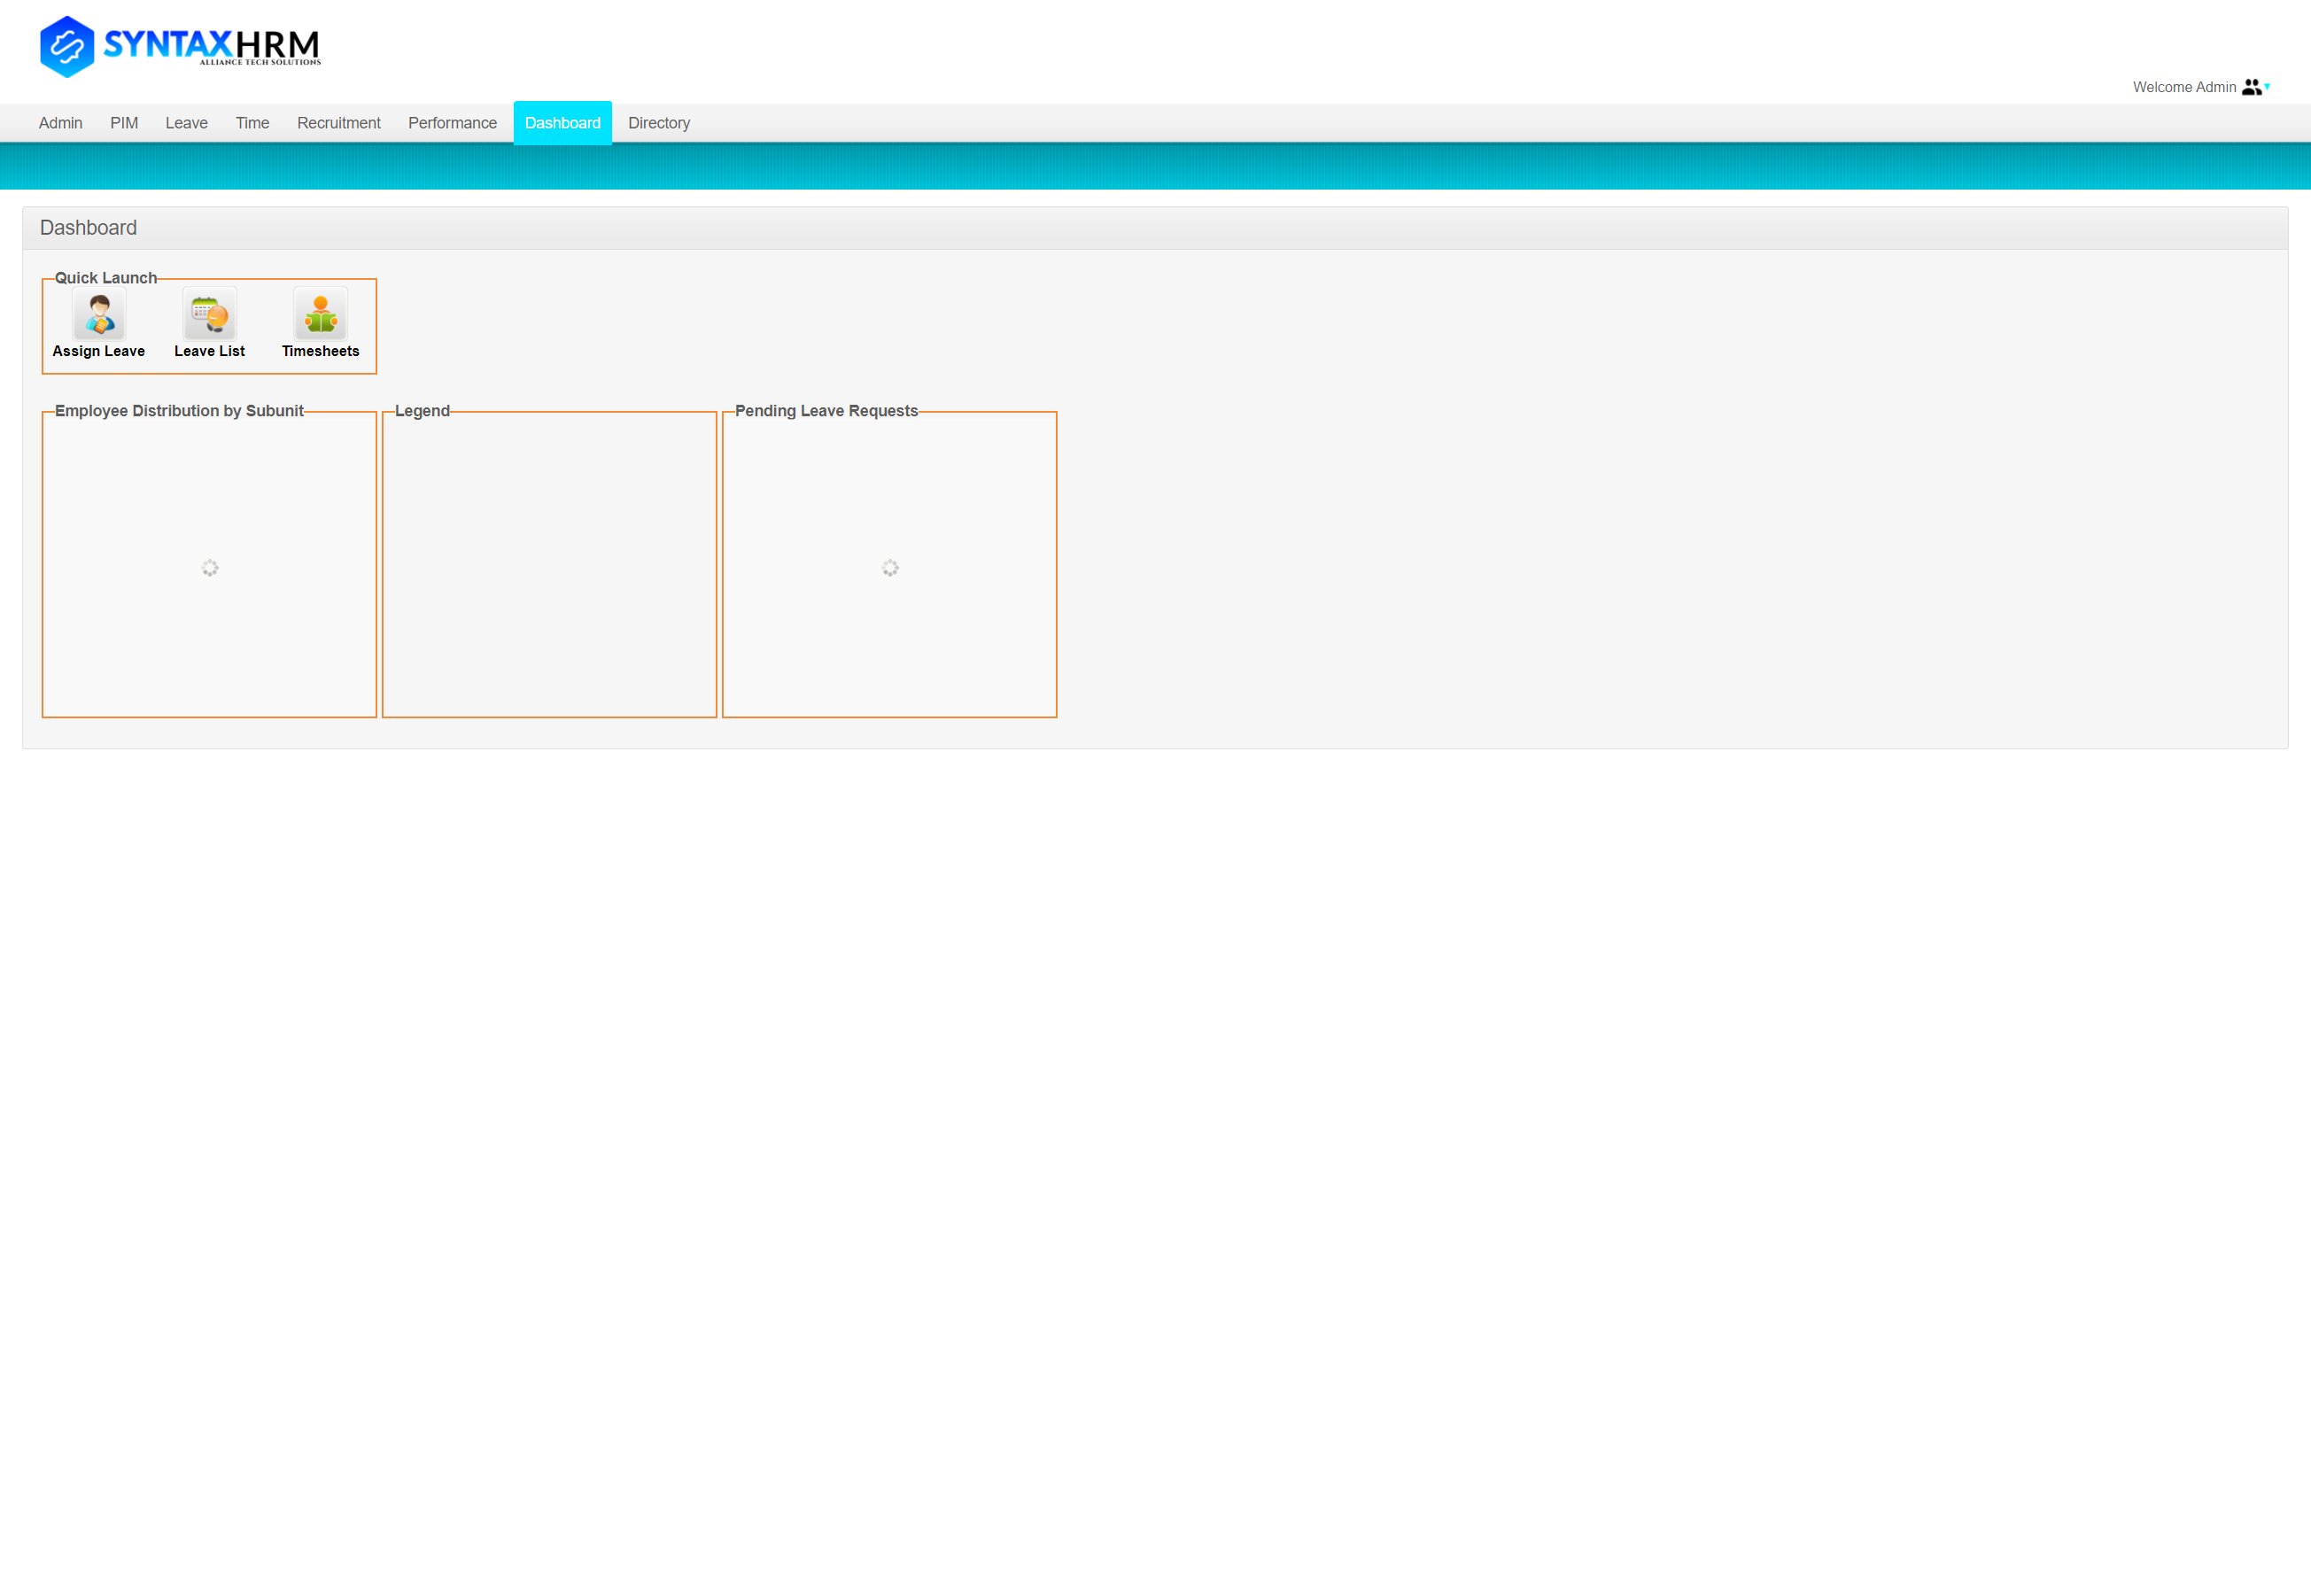 SYNTAXHRM
ALLIANCE TECH SOLUTIONS
Welcome Admin
Admin PIM Leave Time Recruitment Performance Dashboard Directory
Dashboard
Quick Launch
Assign Leave Leave List Timesheets
Employee Distribution by Subunit Legend Pending Leave Requests